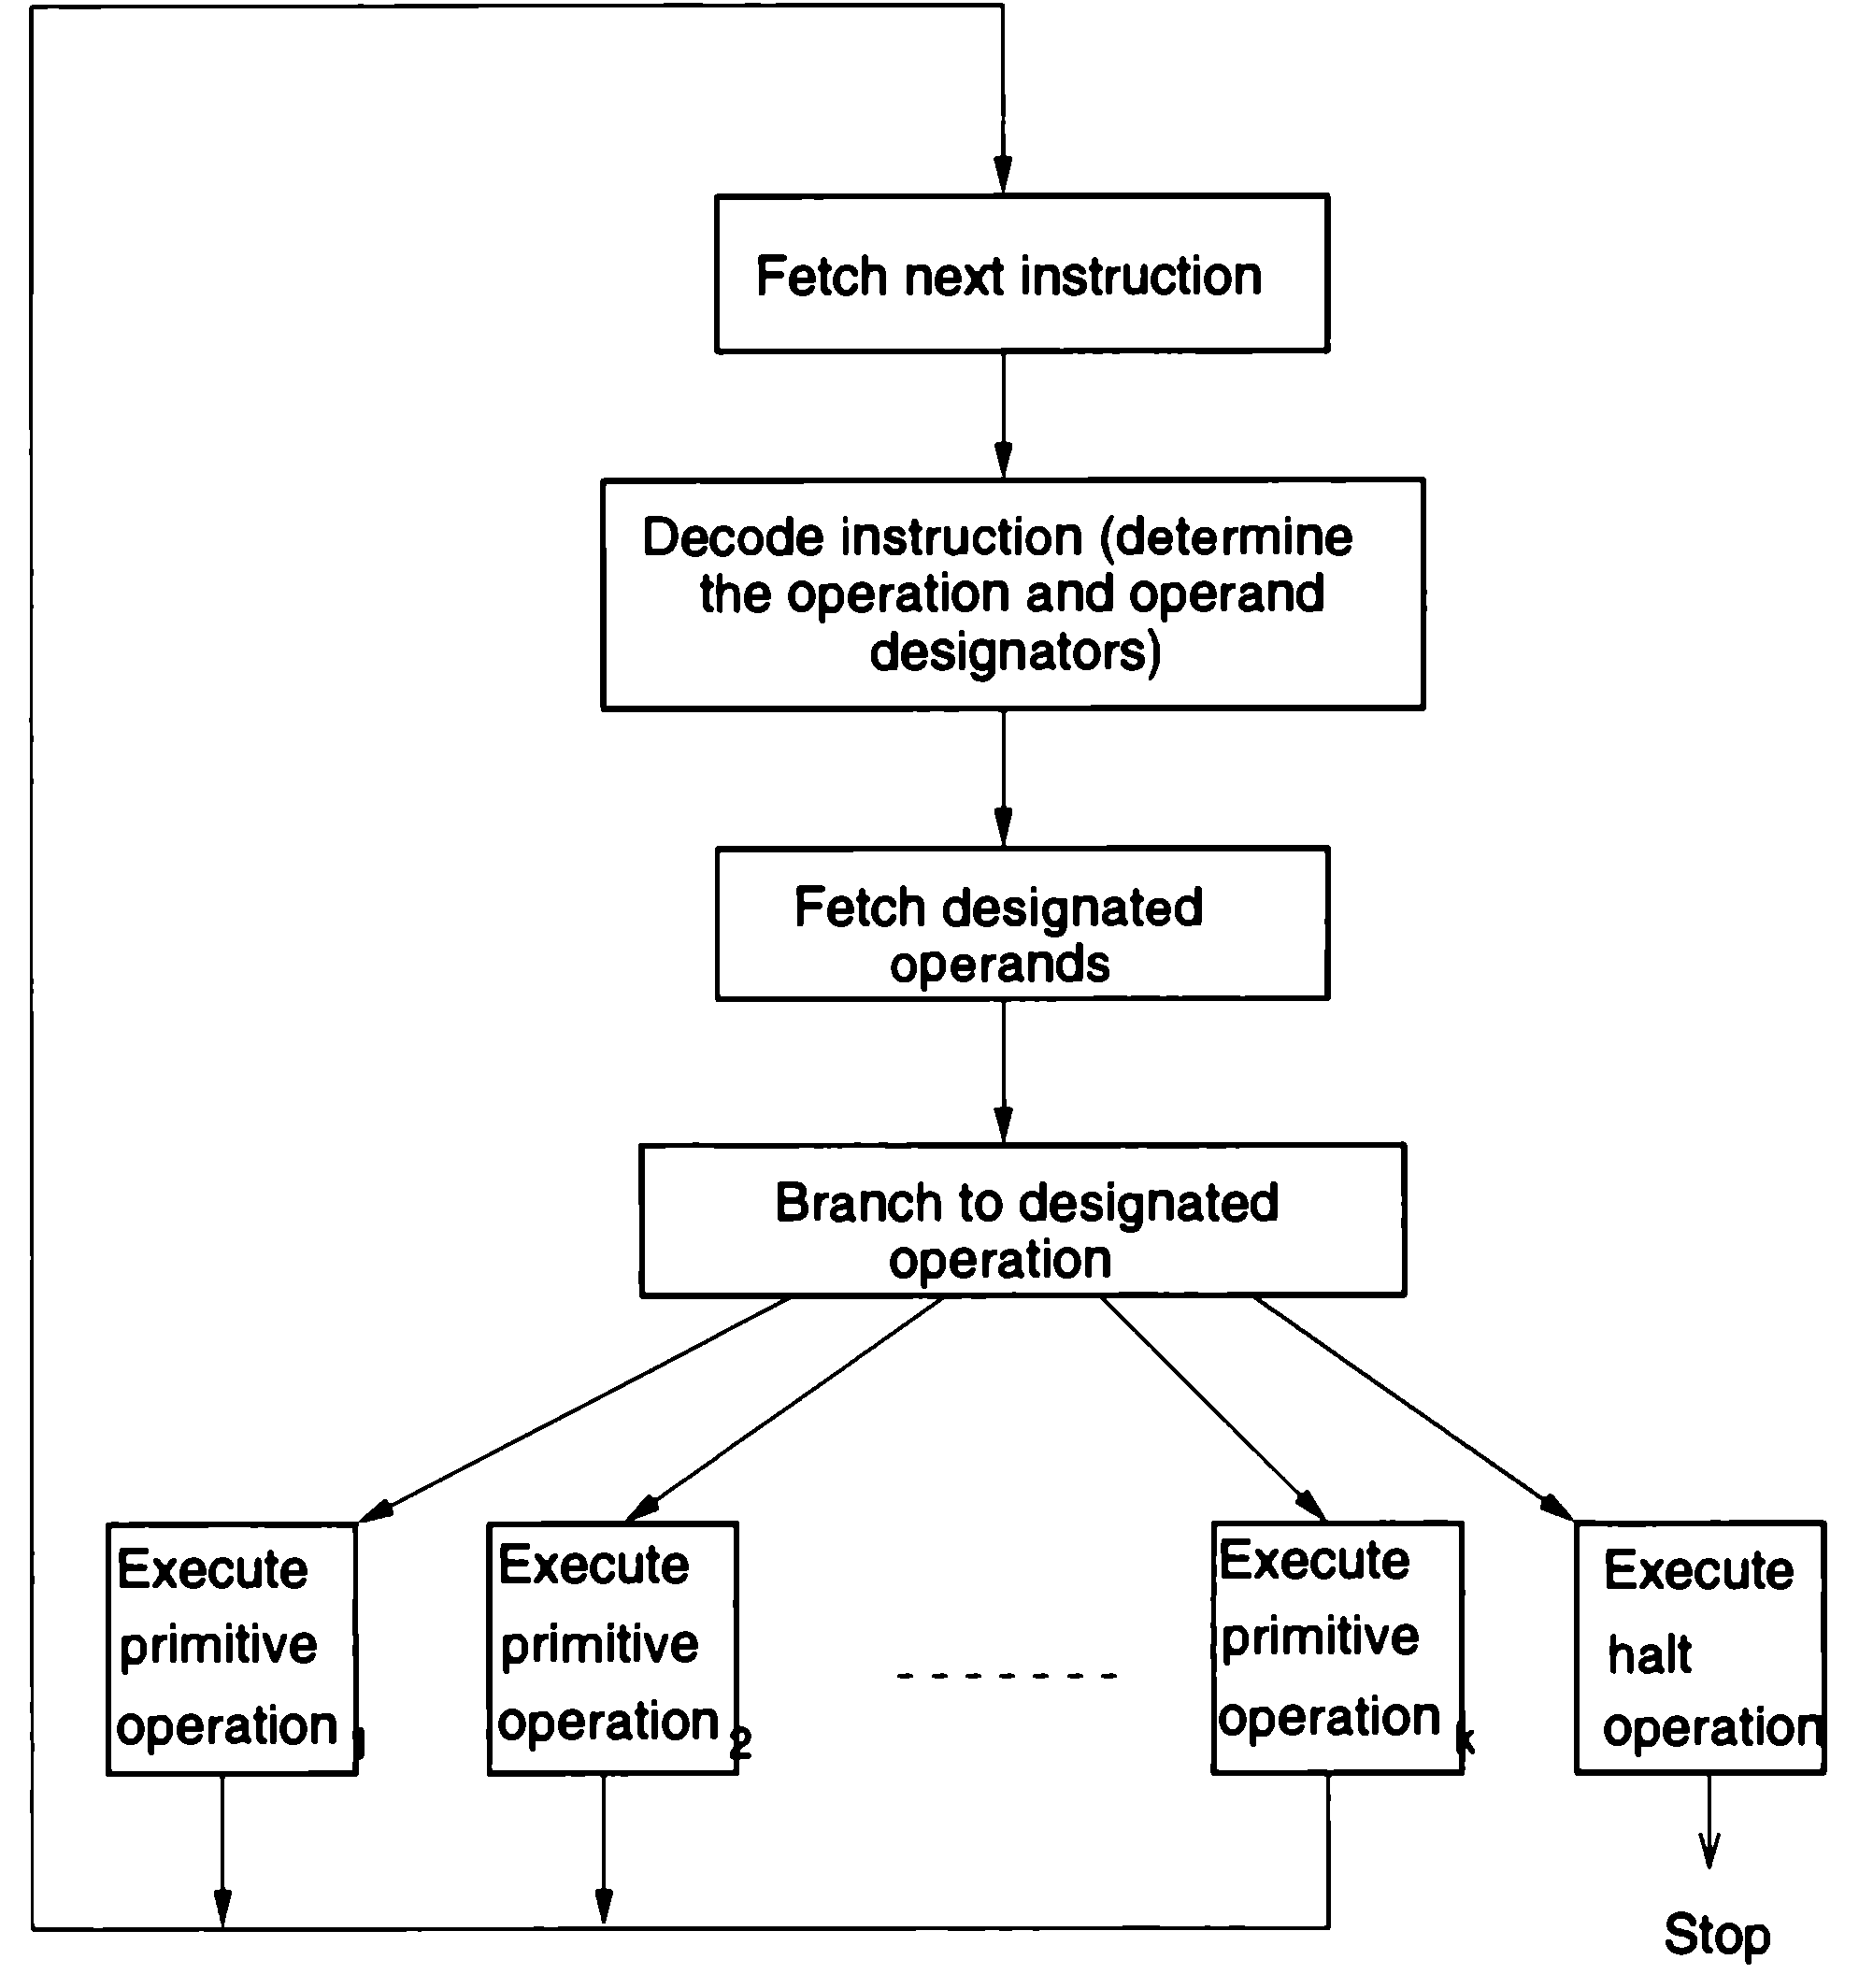 Fetch next instruction
Decode instruction (determine
the operation and operand
designators)
Fetch designated
operands
Branch to designated
operation
Execute
primitive
operation 1
Execute
primitive
operation 2
Execute
primitive
operation k
Execute
halt
operation
Stop